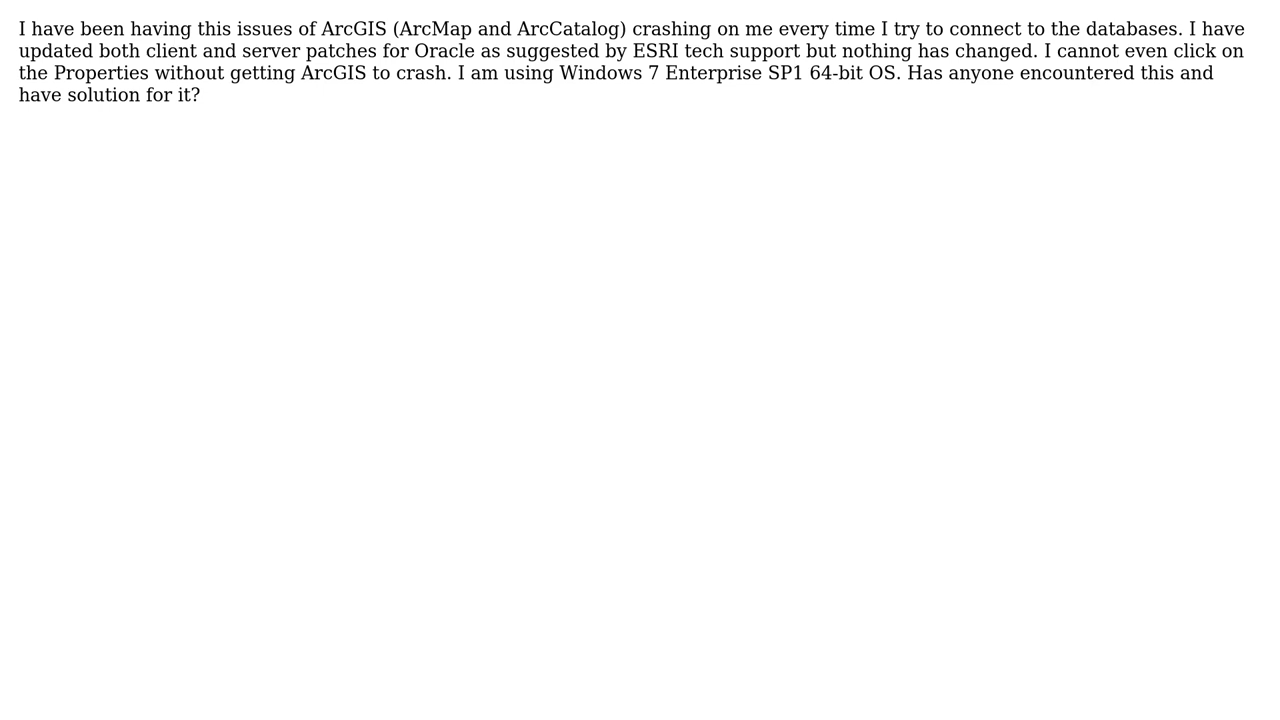 I have been having this issues of ArcGIS (ArcMap and ArcCatalog) crashing on me every time I try to connect to the databases. I have
updated both client and server patches for Oracle as suggested by ESRI tech support but nothing has changed. I cannot even click on
the Properties without getting ArcGIS to crash. I am using Windows 7 Enterprise SP1 64-bit OS. Has anyone encountered this and
have solution for it?